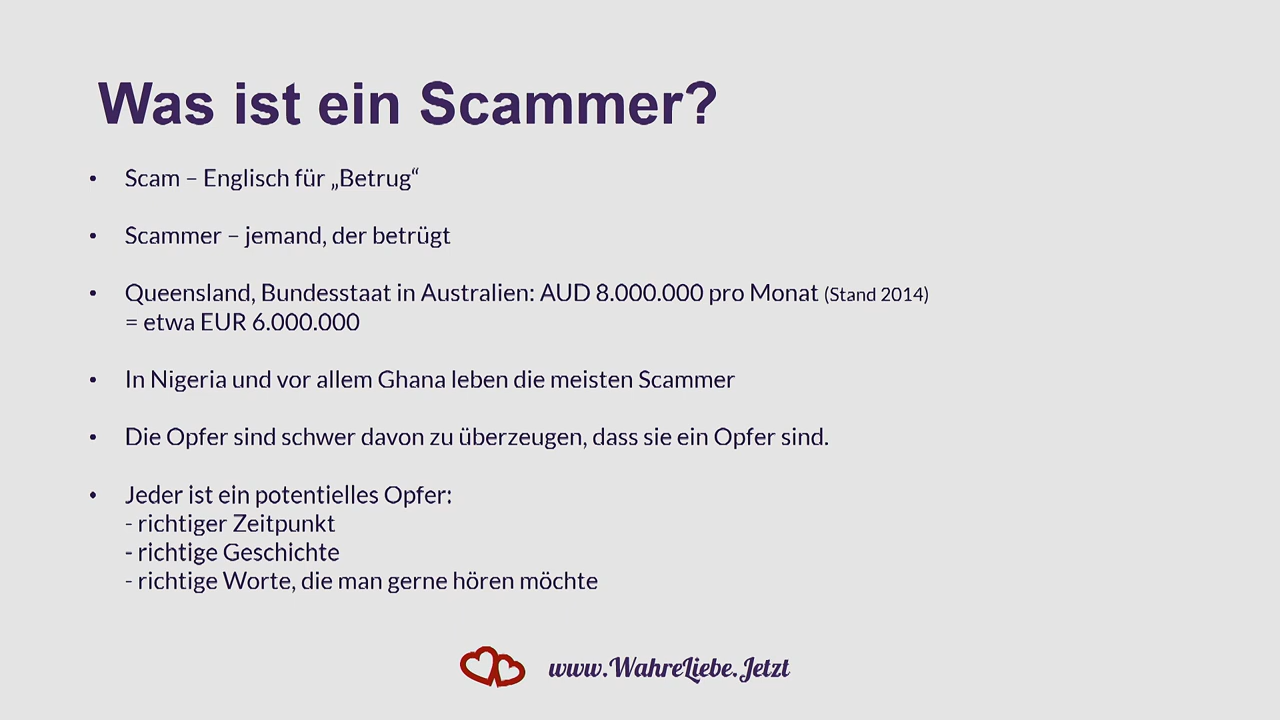 Was ist ein Scammer?
• Scam – Englisch für „Betrug“
• Scammer – jemand, der betrügt
• Queensland, Bundesstaat in Australien: AUD 8.000.000 pro Monat (Stand 2014)
= etwa EUR 6.000.000
• In Nigeria und vor allem Ghana leben die meisten Scammer
• Die Opfer sind schwer davon zu überzeugen, dass sie ein Opfer sind.
• Jeder ist ein potentielles Opfer:
- richtiger Zeitpunkt
- richtige Geschichte
- richtige Worte, die man gerne hören möchte
www.WahreLiebe.Jetzt